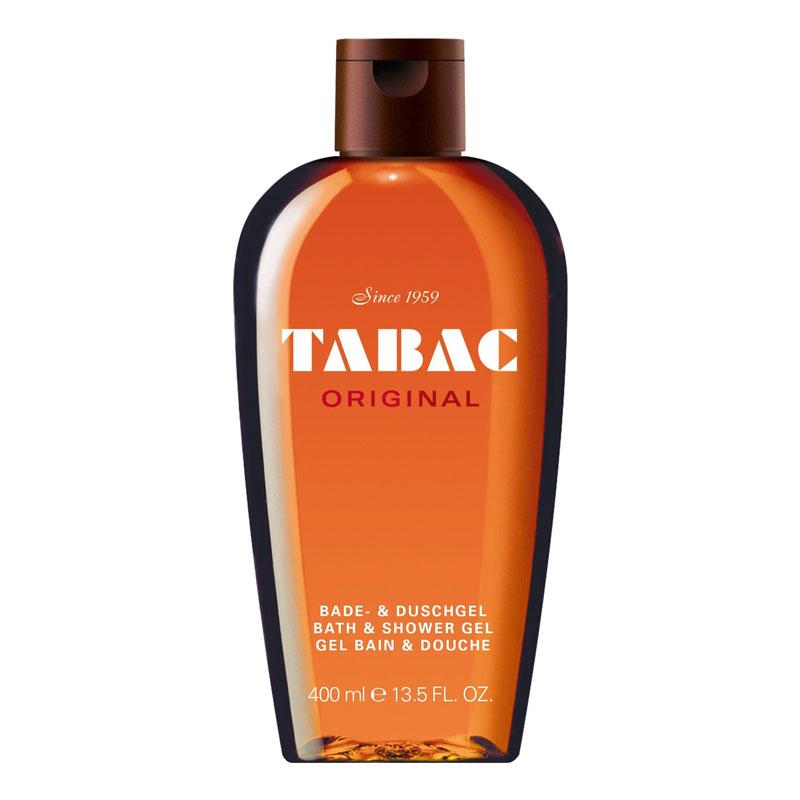 Since 1959
TABAC
ORIGINAL
BADE- & DUSCHGEL
BATH & SHOWER GEL
GEL BAIN & DOUCHE
400 ml ℮ 13.5 FL. OZ.